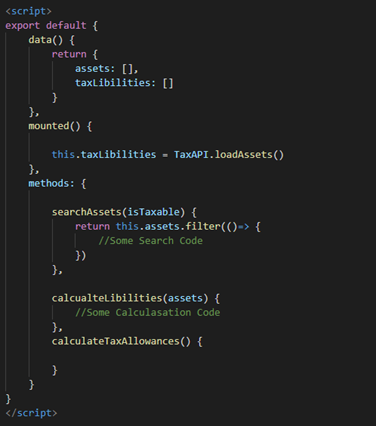 <script>
export default {
data() {
return {
assets: [],
taxLibilities: []
}
},
mounted() {
this.taxLibilities = TaxAPI.loadAssets()
},
methods: {
searchAssets(isTaxable) {
return this.assets.filter(()=> {
//Some Search Code
})
},
calcualteLibilities(assets) {
//Some Calculasation Code
},
calculateTaxAllowances() {
}
}
}
</script>